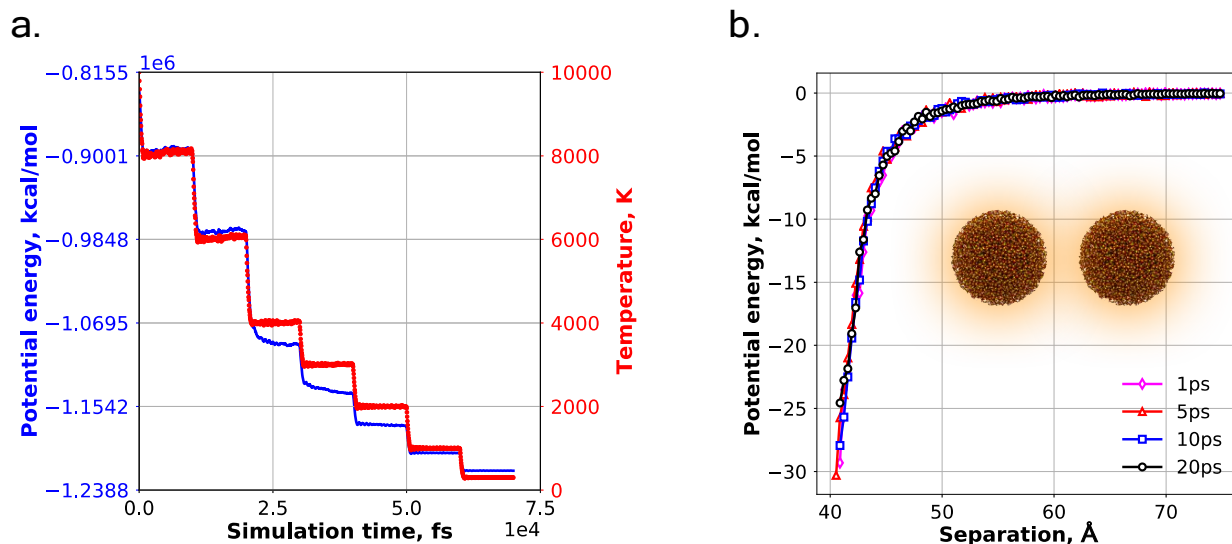 a.
1e6
−0.8155
−0.9001
−0.9848
−1.0695
−1.1542
−1.2388
Potential energy, kcal/mol
10000
8000
6000
4000
2000
0
Temperature, K
0.0
2.5
5.0
7.5
1e4
Simulation time, fs
b.
0
−5
−10
−15
−20
−25
−30
Potential energy, kcal/mol
1ps
5ps
10ps
20ps
40
50
60
70
Separation, Å